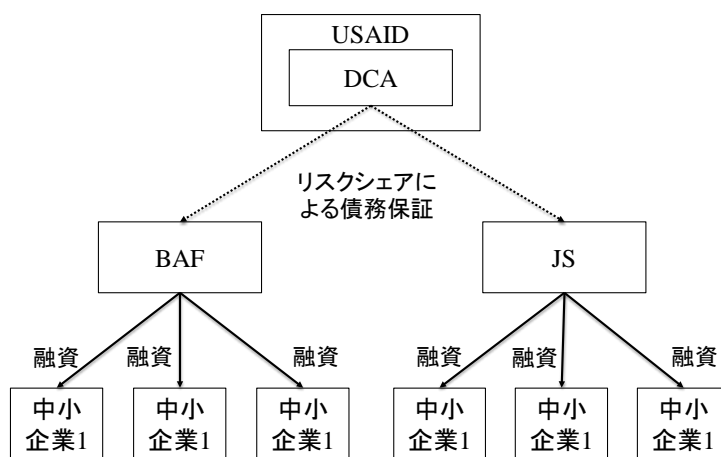 USAID
DCA
リスクシェアに
よる債務保証
BAF
JS
融資
融資
融資
融資
融資
融資
中小
企業1
中小
企業1
中小
企業1
中小
企業1
中小
企業1
中小
企業1